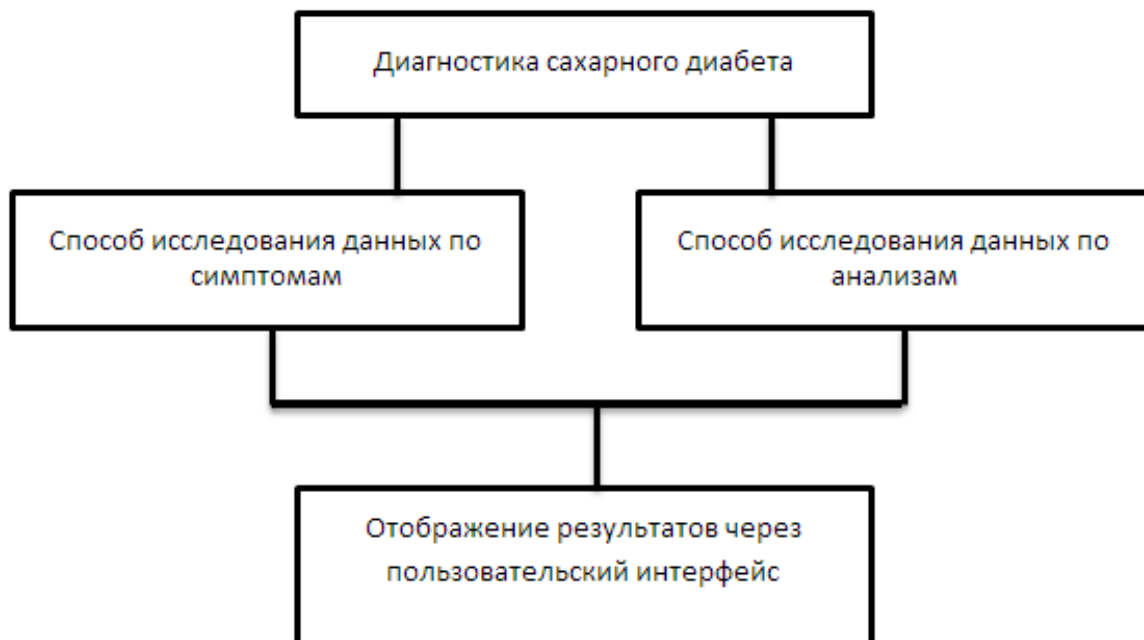 Диагностика сахарного диабета
Способ исследования данных по
симптомам
Способ исследования данных по
анализам
Отображение результатов через
пользовательский интерфейс